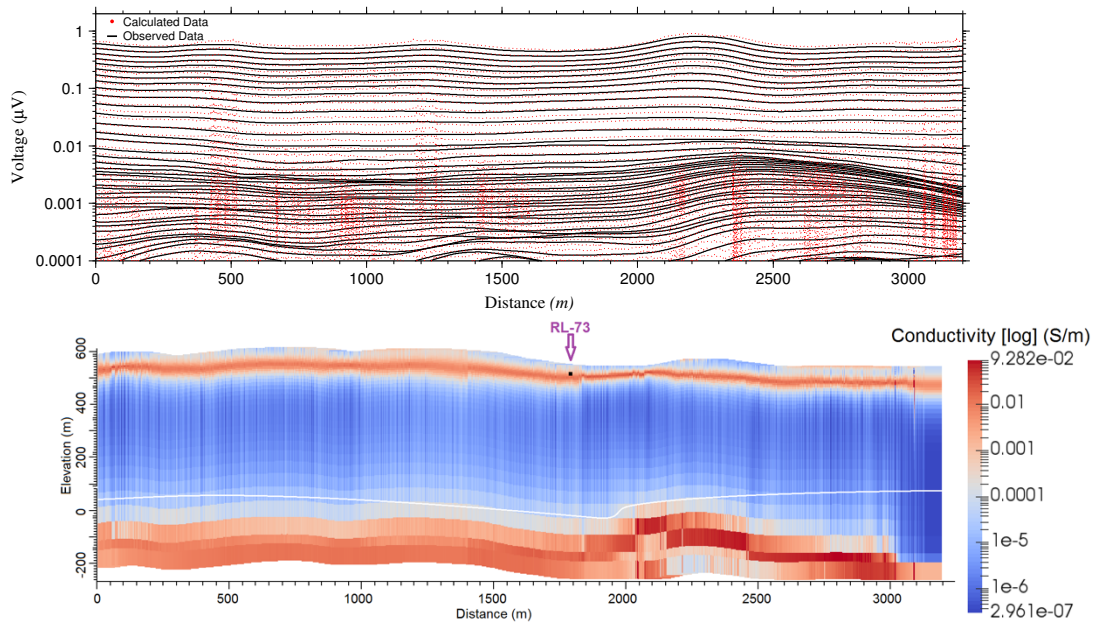 Calculated Data
Observed Data
1
0.1
0.01
0.001
0.0001
Voltage (µV)
0 500 1000 1500 2000 2500 3000
Distance (m)
RL-73
600
400
200
0
-200
Elevation (m)
0 500 1000 1500 2000 2500 3000
Distance (m)
Conductivity [log] (S/m)
9.282e-02
0.01
0.001
0.0001
1e-5
1e-6
2.961e-07